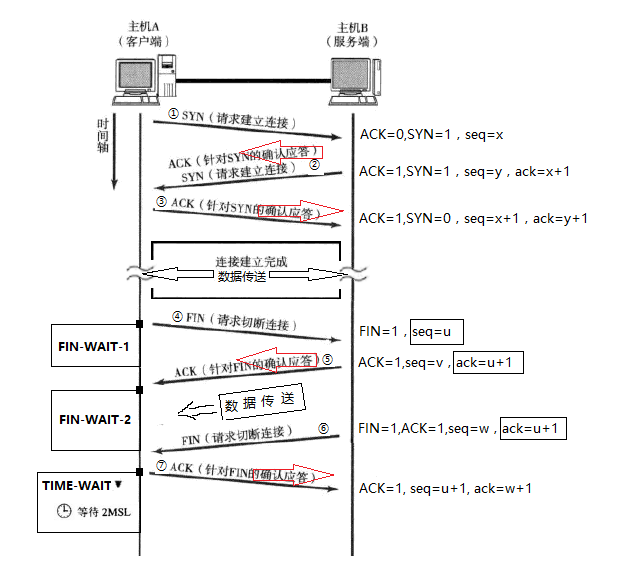 主机A
(客户端)
主机B
(服务端)
时间轴
① SYN(请求建立连接)
ACK=0,SYN=1, seq=x
ACK(针对SYN的确认应答)
SYN(请求建立连接)
②
ACK=1,SYN=1, seq=y, ack=x+1
③ ACK(针对SYN的确认应答)
ACK=1,SYN=0, seq=x+1, ack=y+1
连接建立完成
数据传送
④ FIN(请求切断连接)
FIN=1, seq=u
FIN-WAIT-1
ACK(针对FIN的确认应答)
⑤
ACK=1,seq=v, ack=u+1
FIN-WAIT-2
数据传送
⑥
FIN(请求切断连接)
FIN=1,ACK=1,seq=w, ack=u+1
⑦ ACK(针对FIN的确认应答)
ACK=1, seq=u+1, ack=w+1
TIME-WAIT▼
等待 2MSL